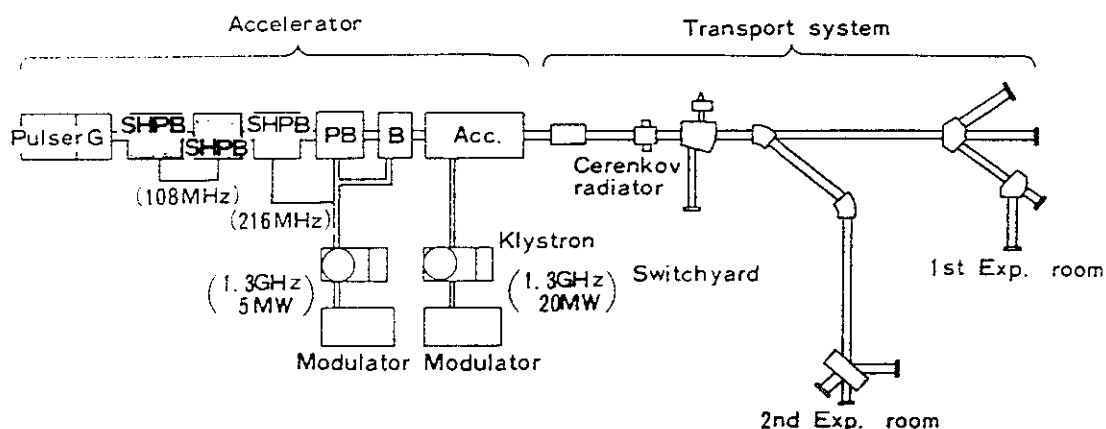 Accelerator
Transport system
Pulser G
SHPB
SHPB
SHPB
PB
B
Acc.
Cerenkov
radiator
(108MHz)
(216MHz)
Klystron
(1.3GHz
5MW)
(1.3GHz
20MW)
Switchyard
1st Exp. room
Modulator
Modulator
2nd Exp. room